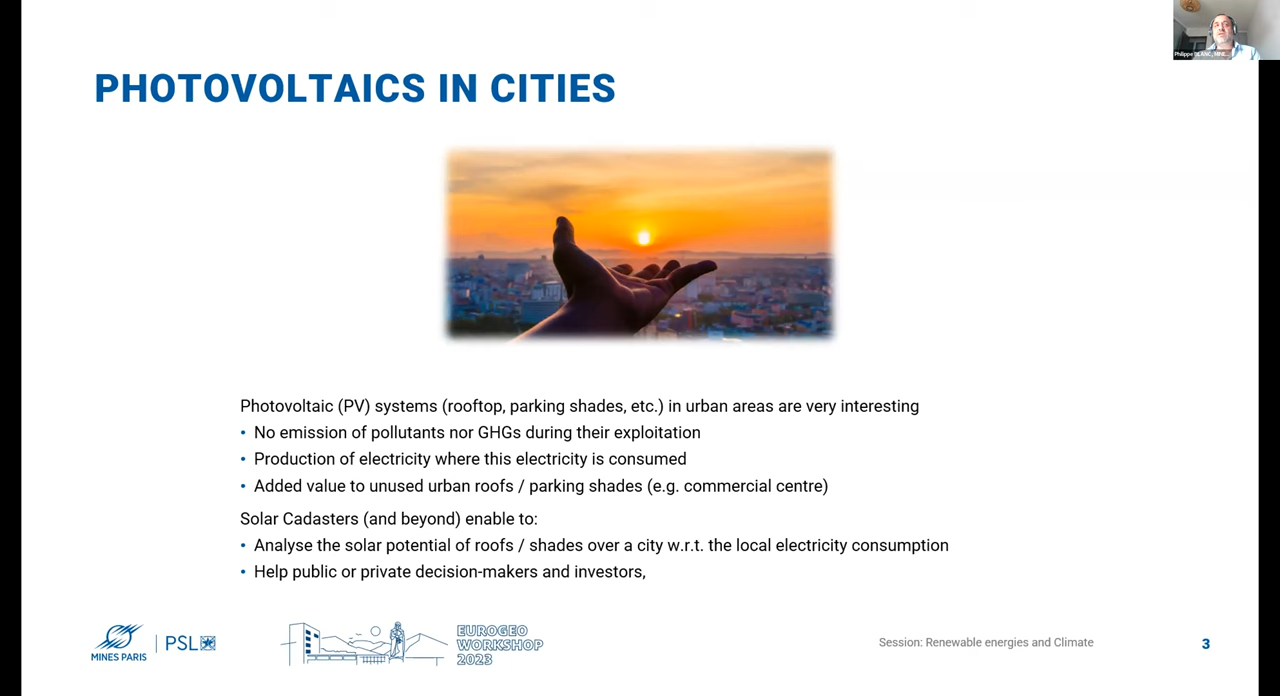 Philippe BLANC, MINE...
PHOTOVOLTAICS IN CITIES
Photovoltaic (PV) systems (rooftop, parking shades, etc.) in urban areas are very interesting
• No emission of pollutants nor GHGs during their exploitation
• Production of electricity where this electricity is consumed
• Added value to unused urban roofs / parking shades (e.g. commercial centre)
Solar Cadasters (and beyond) enable to:
• Analyse the solar potential of roofs / shades over a city w.r.t. the local electricity consumption
• Help public or private decision-makers and investors,
MINES PARIS
PSL
EUROGEO
WORKSHOP
2023
Session: Renewable energies and Climate
3